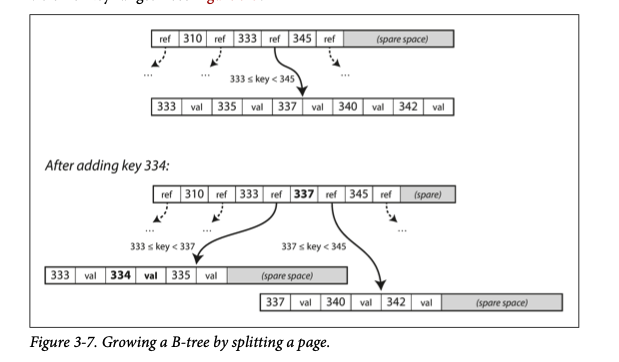 ref 310 ref 333 ref 345 ref (spare space)
... ... ...
333 ≤ key < 345
333 val 335 val 337 val 340 val 342 val
After adding key 334:
ref 310 ref 333 ref 337 ref 345 ref (spare)
... ... ...
333 ≤ key < 337 337 ≤ key < 345
333 val 334 val 335 val (spare space)
337 val 340 val 342 val (spare space)
Figure 3-7. Growing a B-tree by splitting a page.